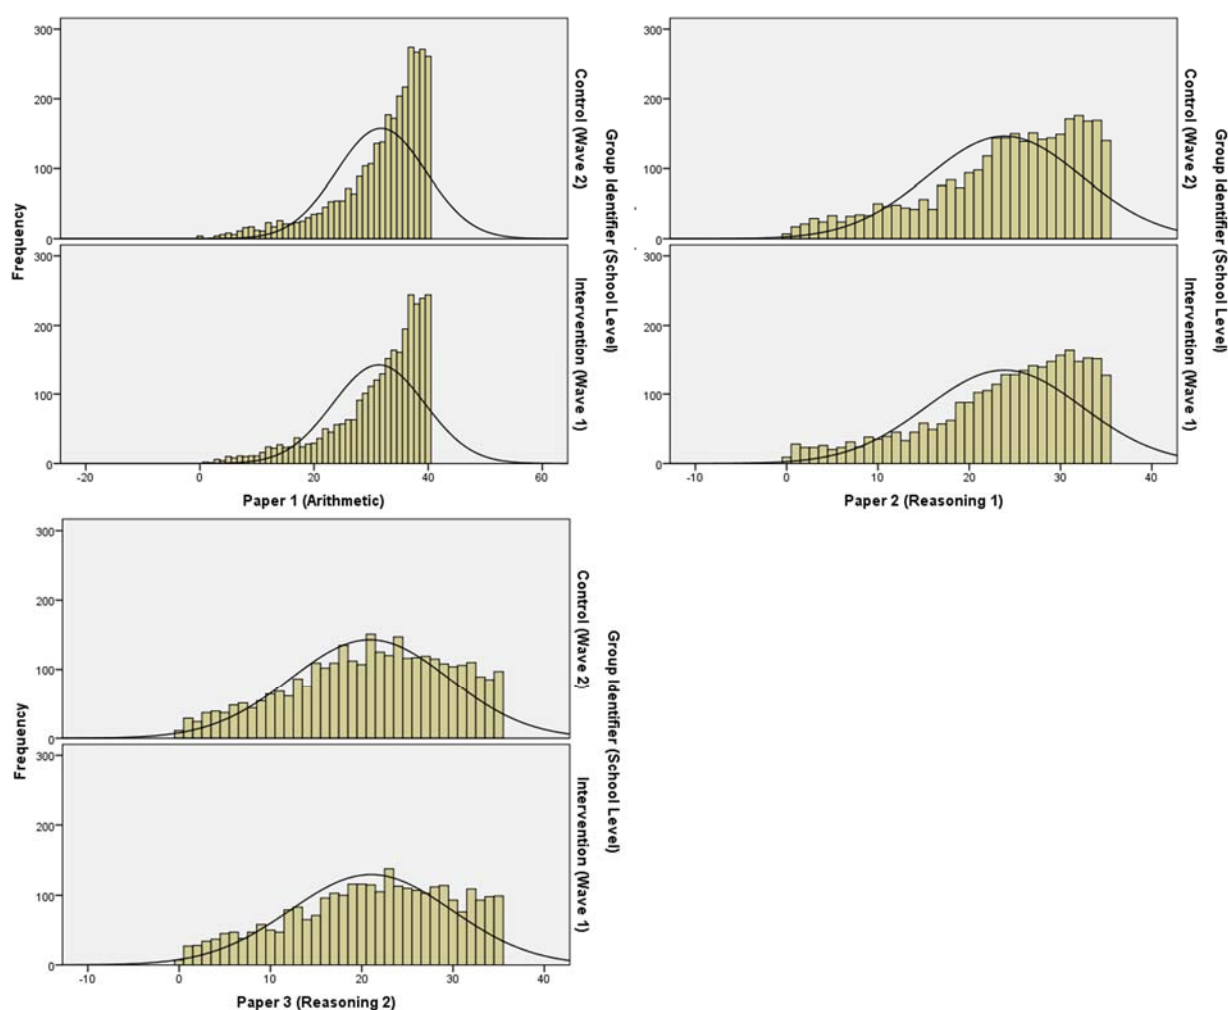 300
200
100
0
Control (Wave 2)
300
200
100
0
Intervention (Wave 1)
Frequency
Group Identifier (School Level)
-20
0
20
40
60
Paper 1 (Arithmetic)
300
200
100
0
Control (Wave 2)
300
200
100
0
Intervention (Wave 1)
Group Identifier (School Level)
-10
0
10
20
30
40
Paper 2 (Reasoning 1)
300
200
100
0
Control (Wave 2)
300
200
100
0
Intervention (Wave 1)
Frequency
Group Identifier (School Level)
-10
0
10
20
30
40
Paper 3 (Reasoning 2)